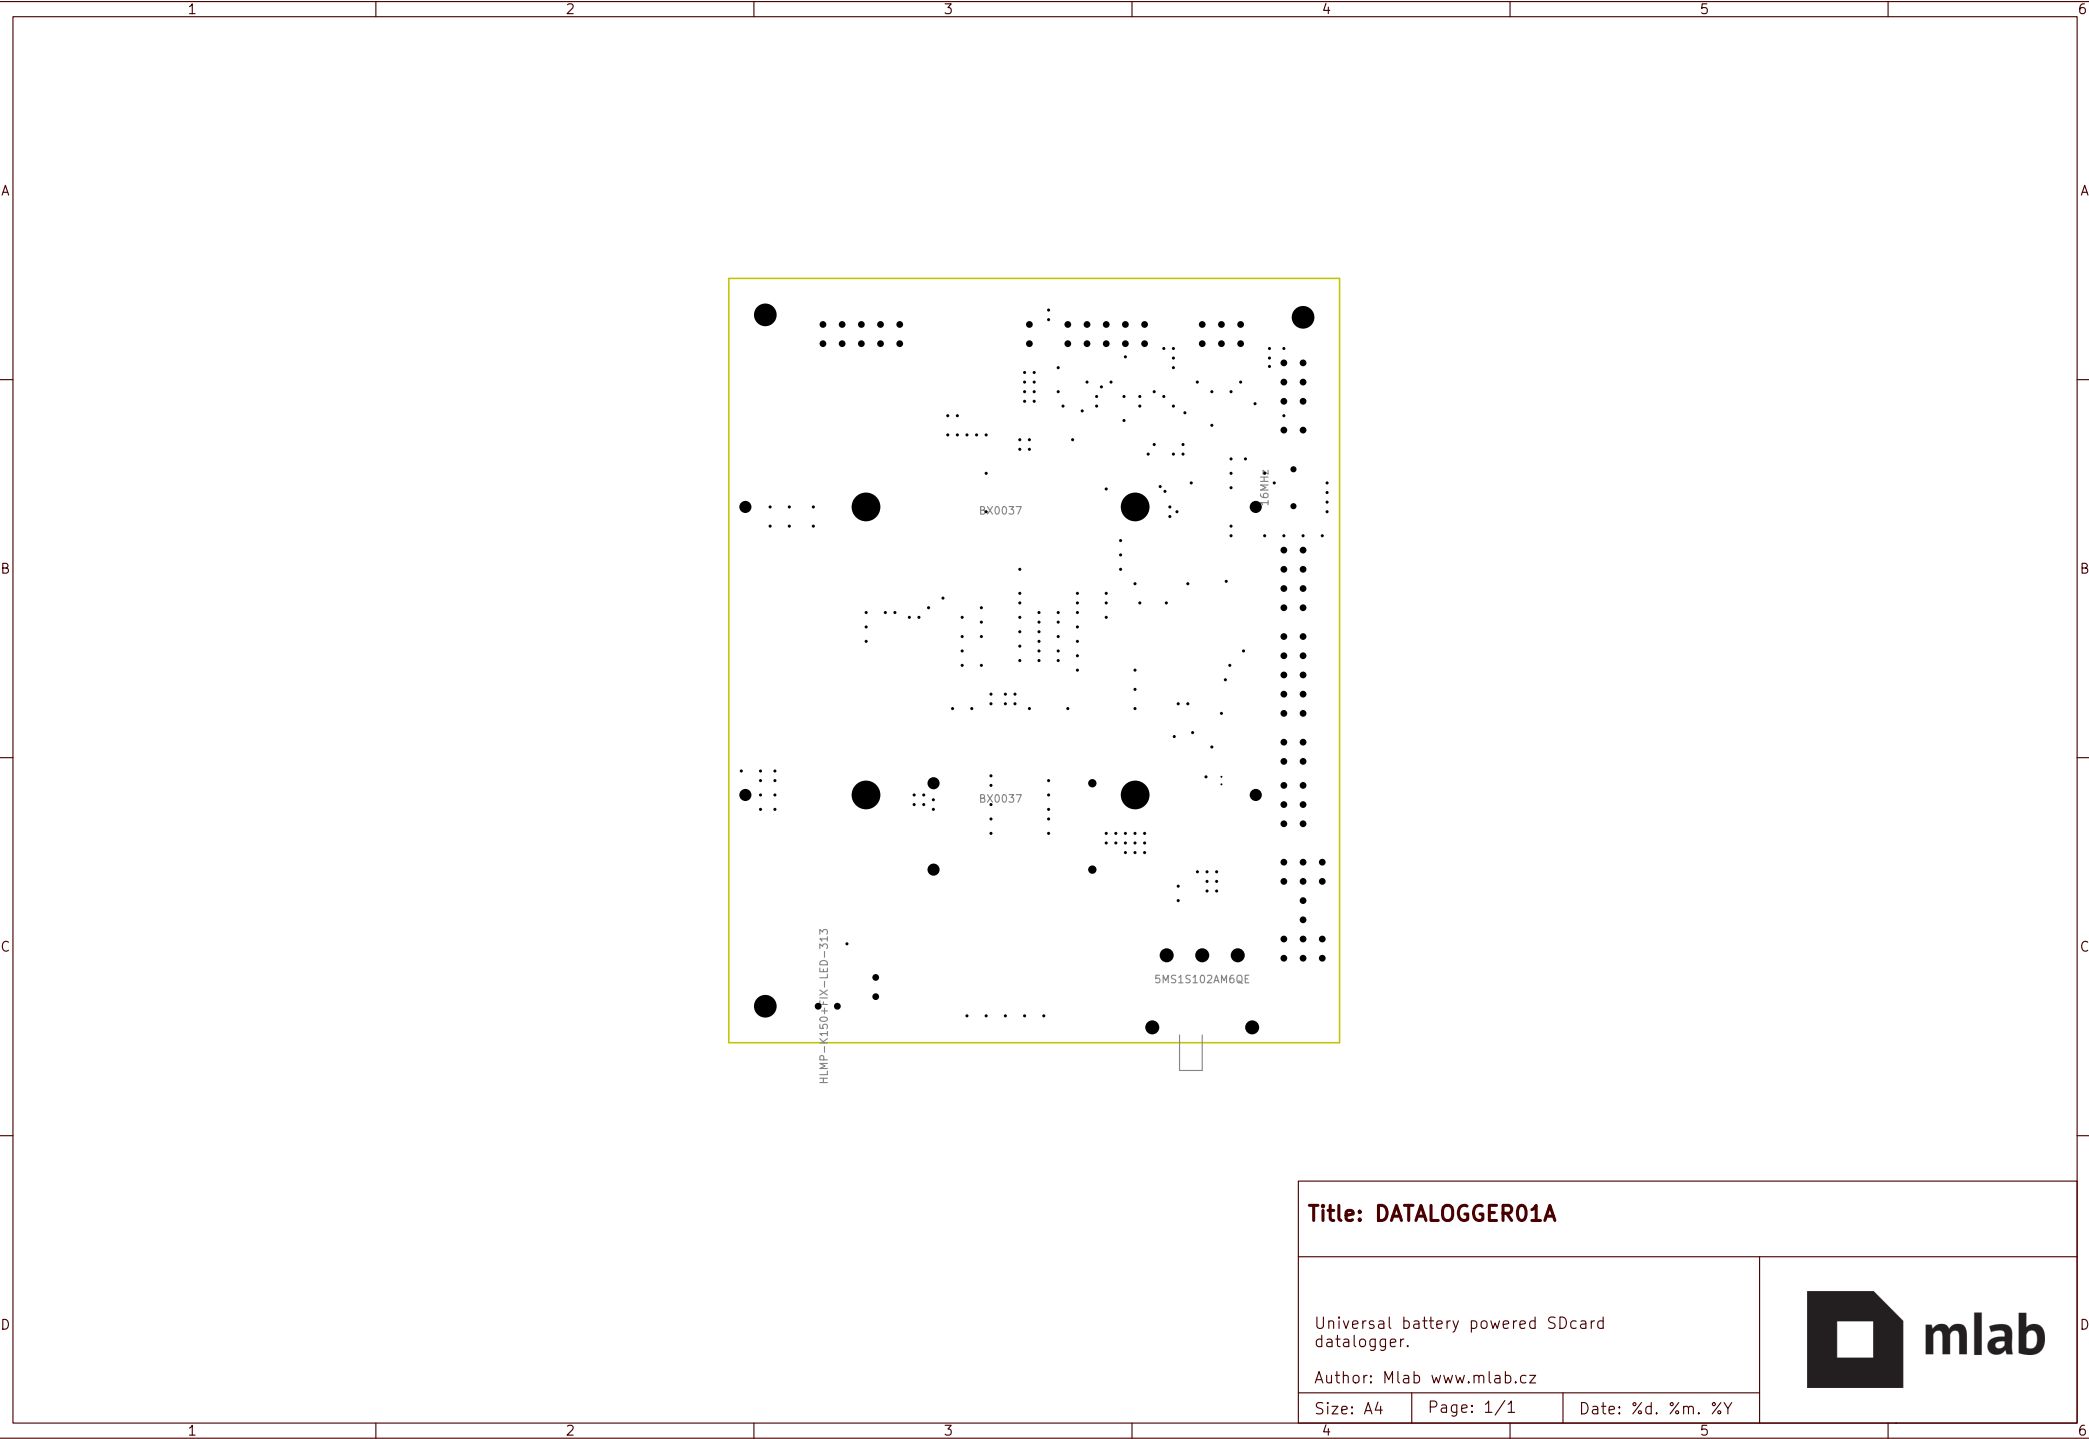 1 2 3 4 5 6
A A
16MHz
BX0037
B B
BX0037
HLMP-K150+FIX-LED-313
C C
5MS1S102AM6QE
Title: DATALOGGER01A
Universal battery powered SDcard
datalogger.
mlab
D D
Author: Mlab www.mlab.cz
Size: A4 Page: 1/1 Date: %d. %m. %Y
1 2 3 4 5 6